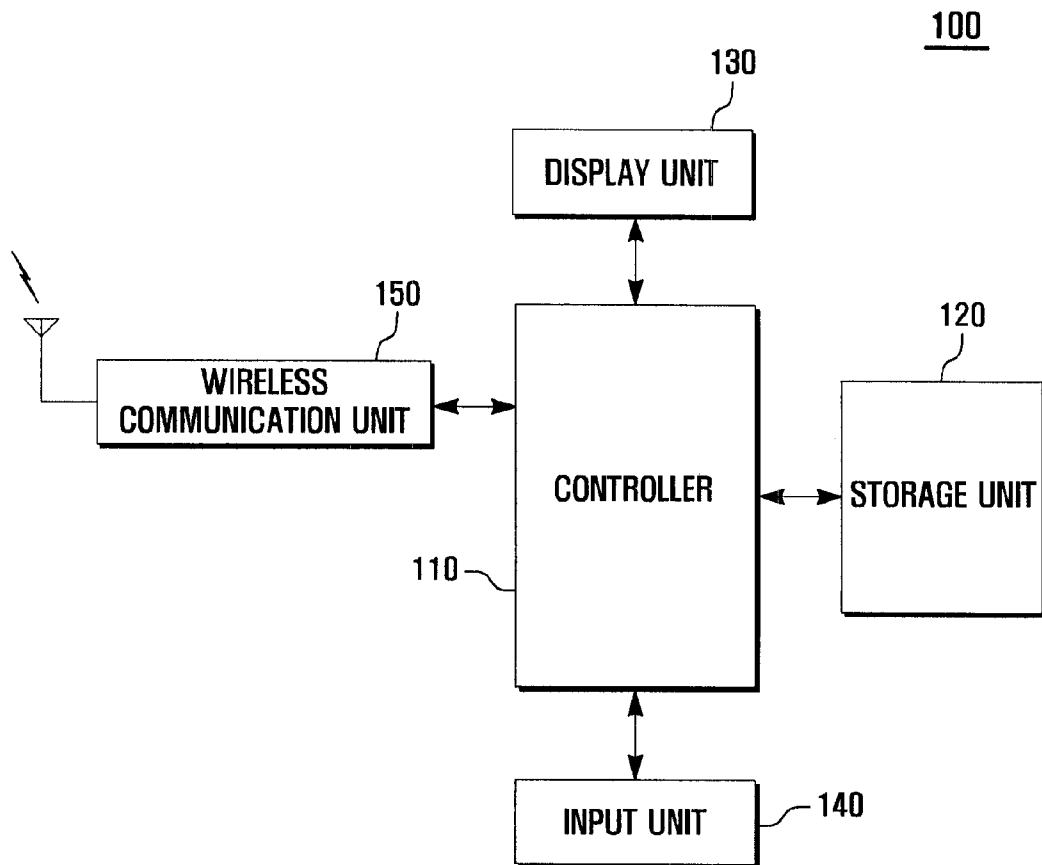 100
130
DISPLAY UNIT
150
WIRELESS
COMMUNICATION UNIT
120
CONTROLLER
STORAGE UNIT
110
INPUT UNIT
140